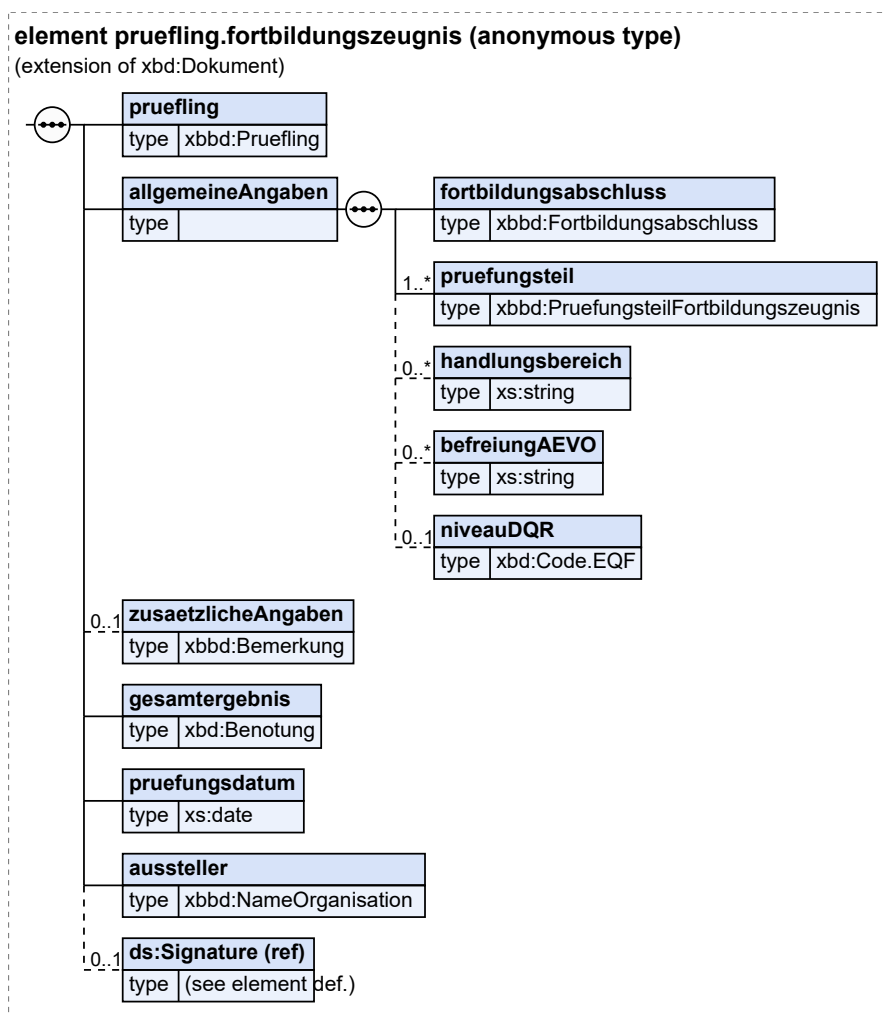 element pruefling.fortbildungszeugnis (anonymous type)
(extension of xbd:Dokument)
pruefling
type xbbd:Pruefling
allgemeineAngaben
type
fortbildungsabschluss
type xbbd:Fortbildungsabschluss
1..*
pruefungsteil
type xbbd:PruefungsteilFortbildungszeugnis
0..*
handlungsbereich
type xs:string
0..*
befreiungAEVO
type xs:string
0..1
niveauDQR
type xbd:Code.EQF
0..1
zusaetzlicheAngaben
type xbbd:Bemerkung
gesamtergebnis
type xbd:Benotung
pruefungsdatum
type xs:date
aussteller
type xbbd:NameOrganisation
0..1
ds:Signature (ref)
type (see element def.)